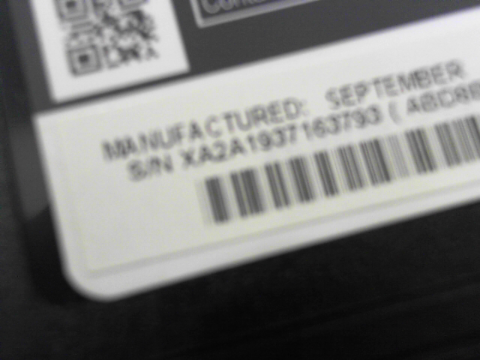 MANUFACTURED: SEPTEMBER
S/N XA2A1937163793 (